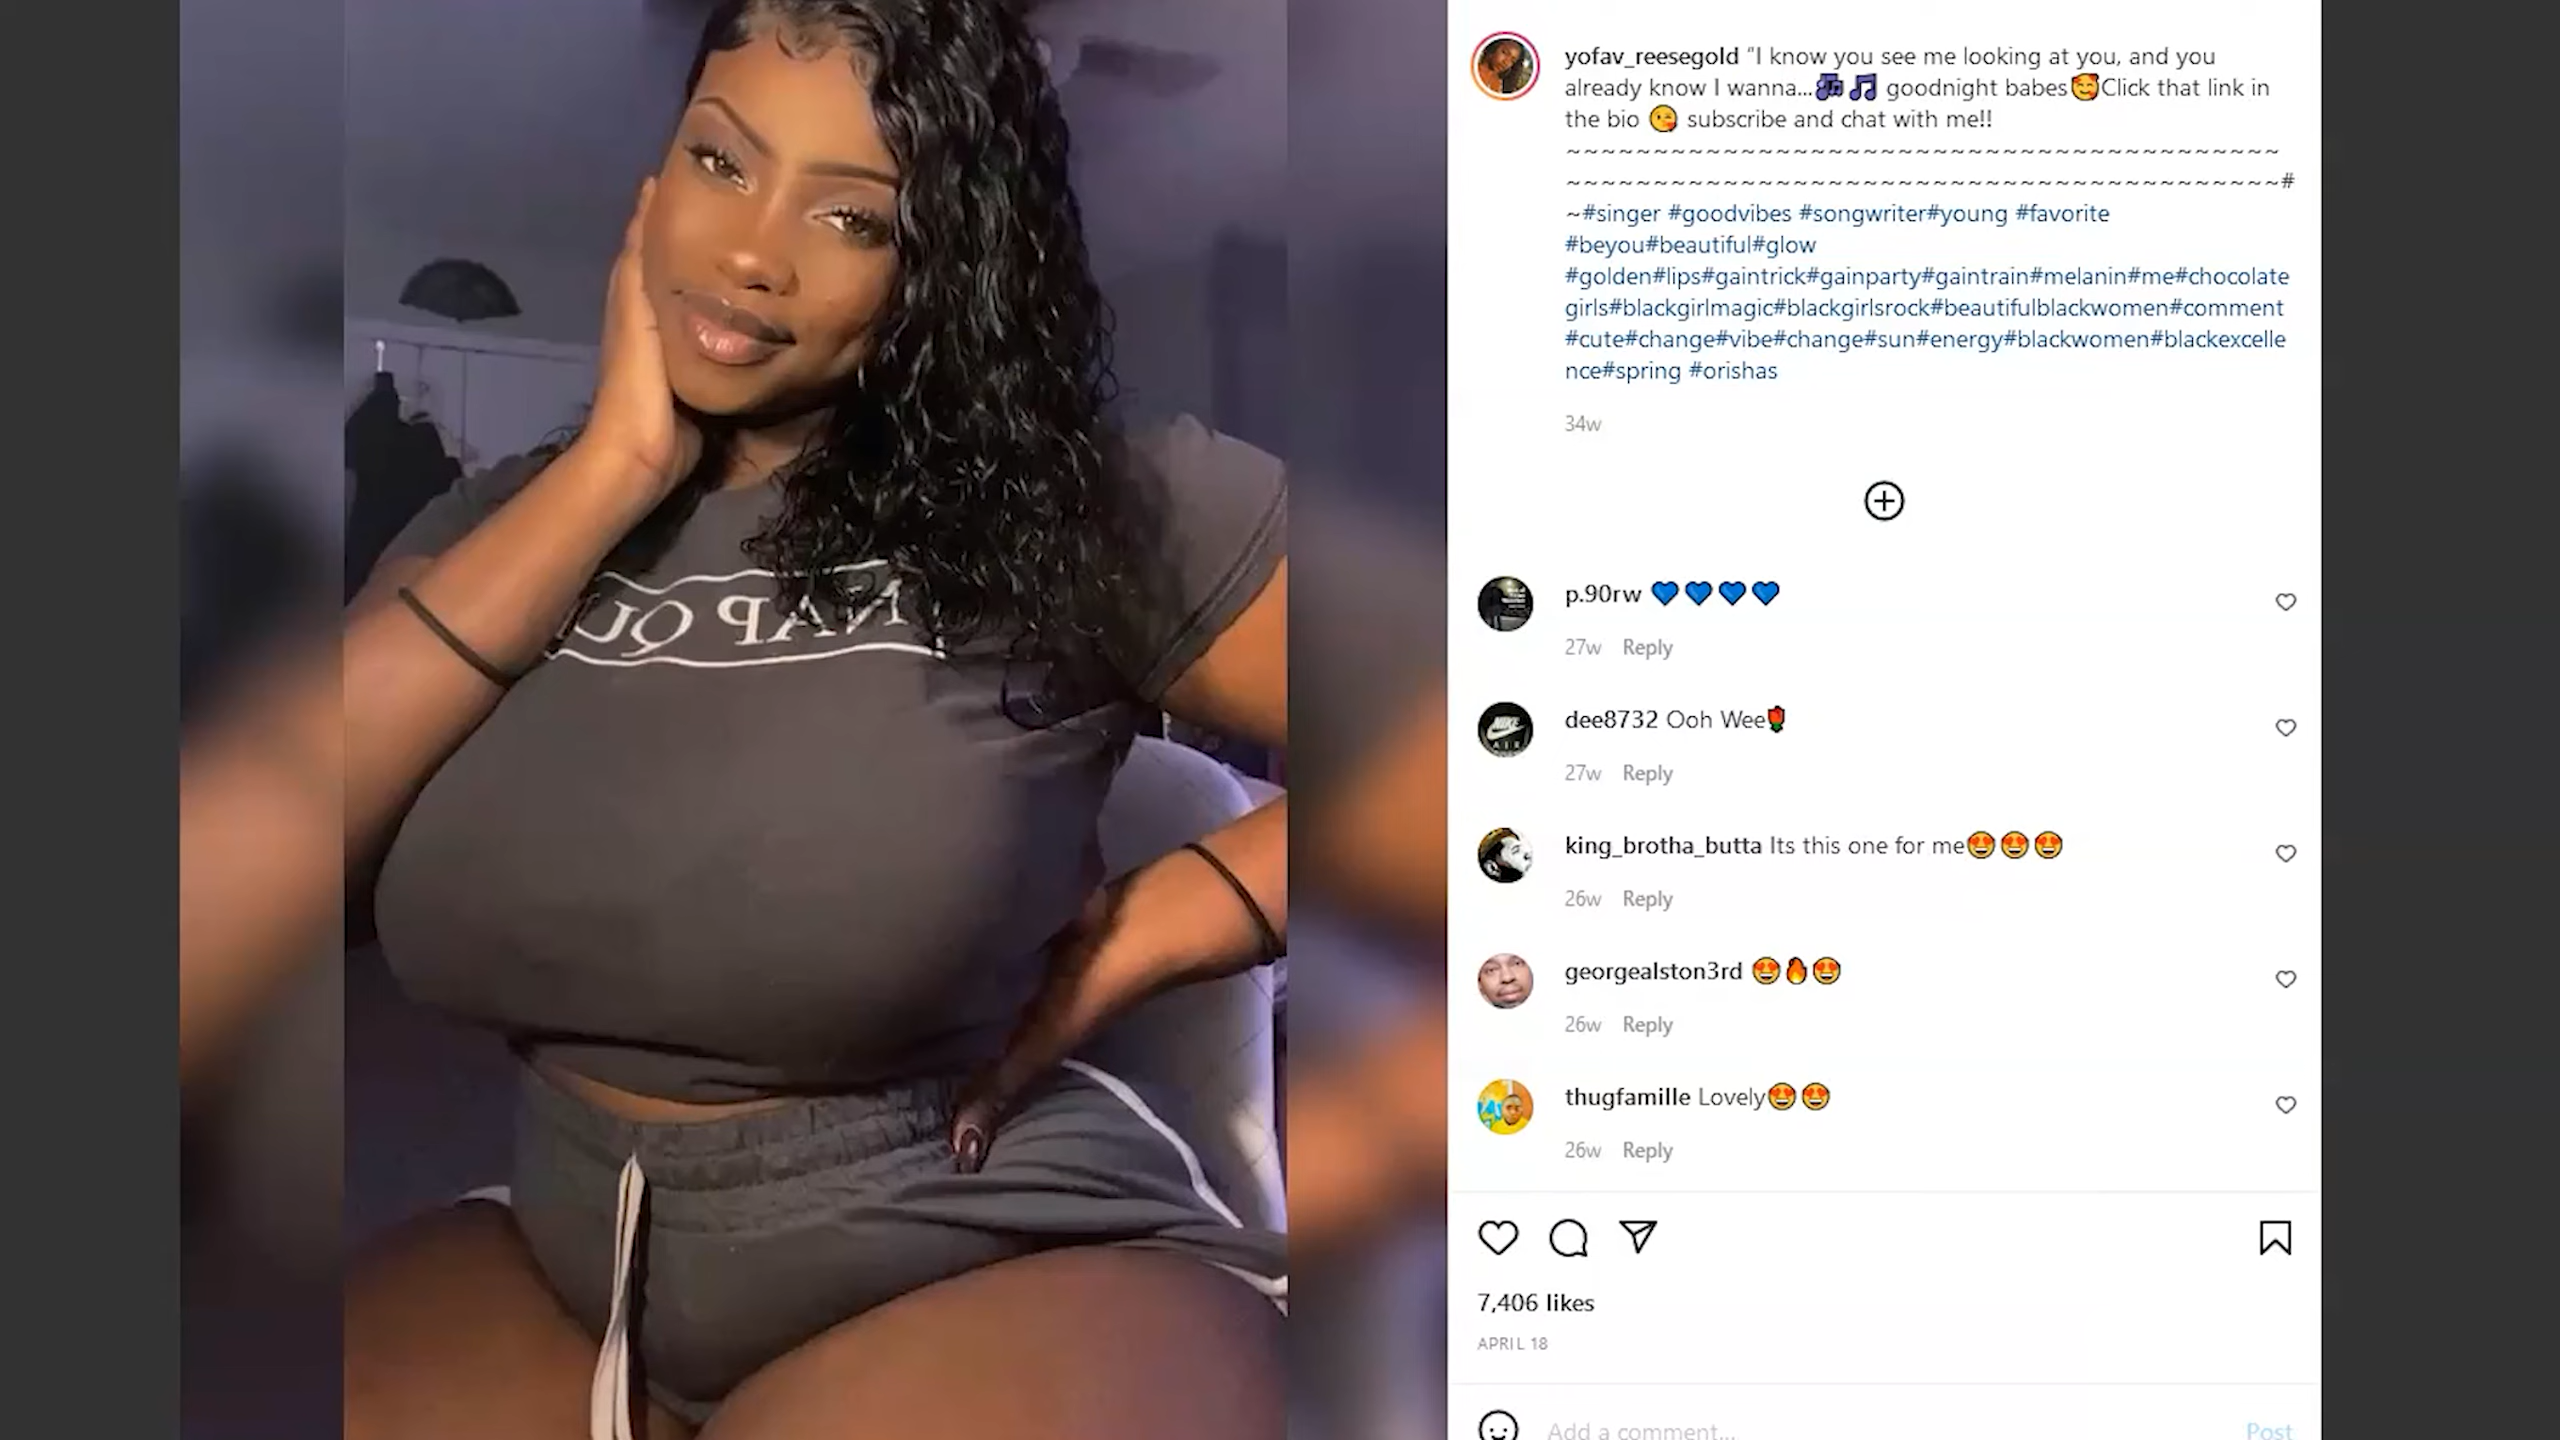 NAP QU
yofav_reesegold “I know you see me looking at you, and you
already know I wanna...🎶🎵 goodnight babes🥰Click that link in
the bio 😘 subscribe and chat with me!!
~~~~~~~~~~~~~~~~~~~~~~~~~~~~~~~~~~~~~~~~~
~~~~~~~~~~~~~~~~~~~~~~~~~~~~~~~~~~~~~~~~~#
~#singer #goodvibes #songwriter#young #favorite
#beyou#beautiful#glow
#golden#lips#gaintrick#gainparty#gaintrain#melanin#me#chocolate
girls#blackgirlmagic#blackgirlsrock#beautifulblackwomen#comment
#cute#change#vibe#change#sun#energy#blackwomen#blackexcelle
nce#spring #orishas
34w
p.90rw 💙💙💙💙
27w Reply
NIKE
AIR
dee8732 Ooh Wee🌹
27w Reply
king_brotha_butta Its this one for me😍😍😍
26w Reply
georgealston3rd 😍🔥😍
26w Reply
thugfamille Lovely😍😍
26w Reply
7,406 likes
APRIL 18
Add a comment...
Post